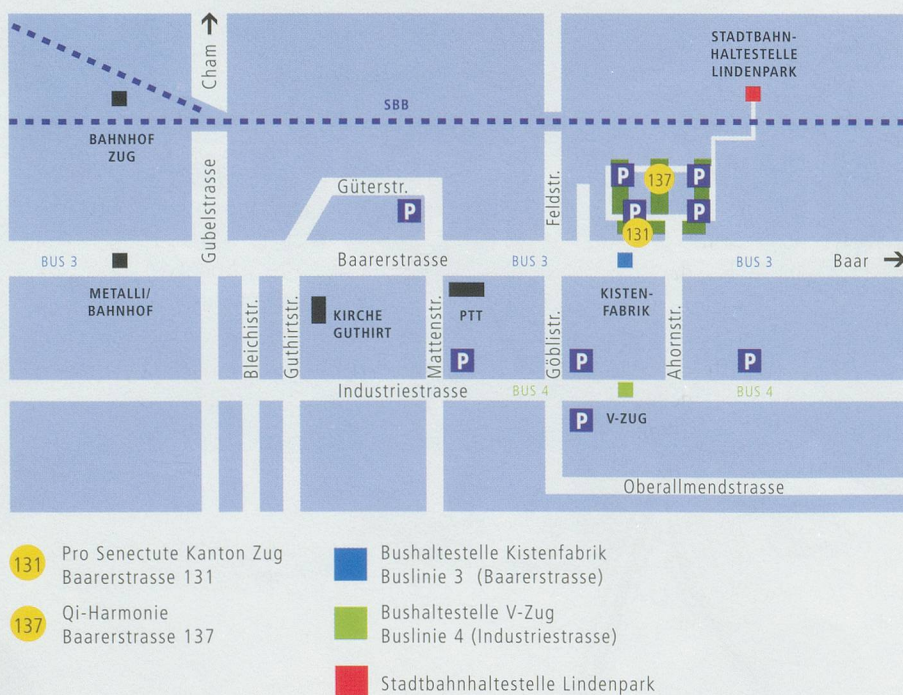 Cham
STADTBAHN-
HALTESTELLE
LINDENPARK
SBB
BAHNHOF
ZUG
Gubelstrasse
Güterstr.
P
Feldstr.
P
137
P
P
P
131
BUS 3
Baarerstrasse
BUS 3
BUS 3
Baar
METALLI/
BAHNHOF
Bleichistr.
Guthirtstr.
KIRCHE
GUTHIRT
Mattenstr.
PTT
P
Göblistr.
P
KISTEN-
FABRIK
Ahornstr.
P
Industriestrasse
BUS 4
BUS 4
P
V-ZUG
Oberallmendstrasse
131
Pro Senectute Kanton Zug
Baarerstrasse 131
137
Qi-Harmonie
Baarerstrasse 137
Bushaltestelle Kistenfabrik
Buslinie 3 (Baarerstrasse)
Bushaltestelle V-Zug
Buslinie 4 (Industriestrasse)
Stadtbahnhaltestelle Lindenpark